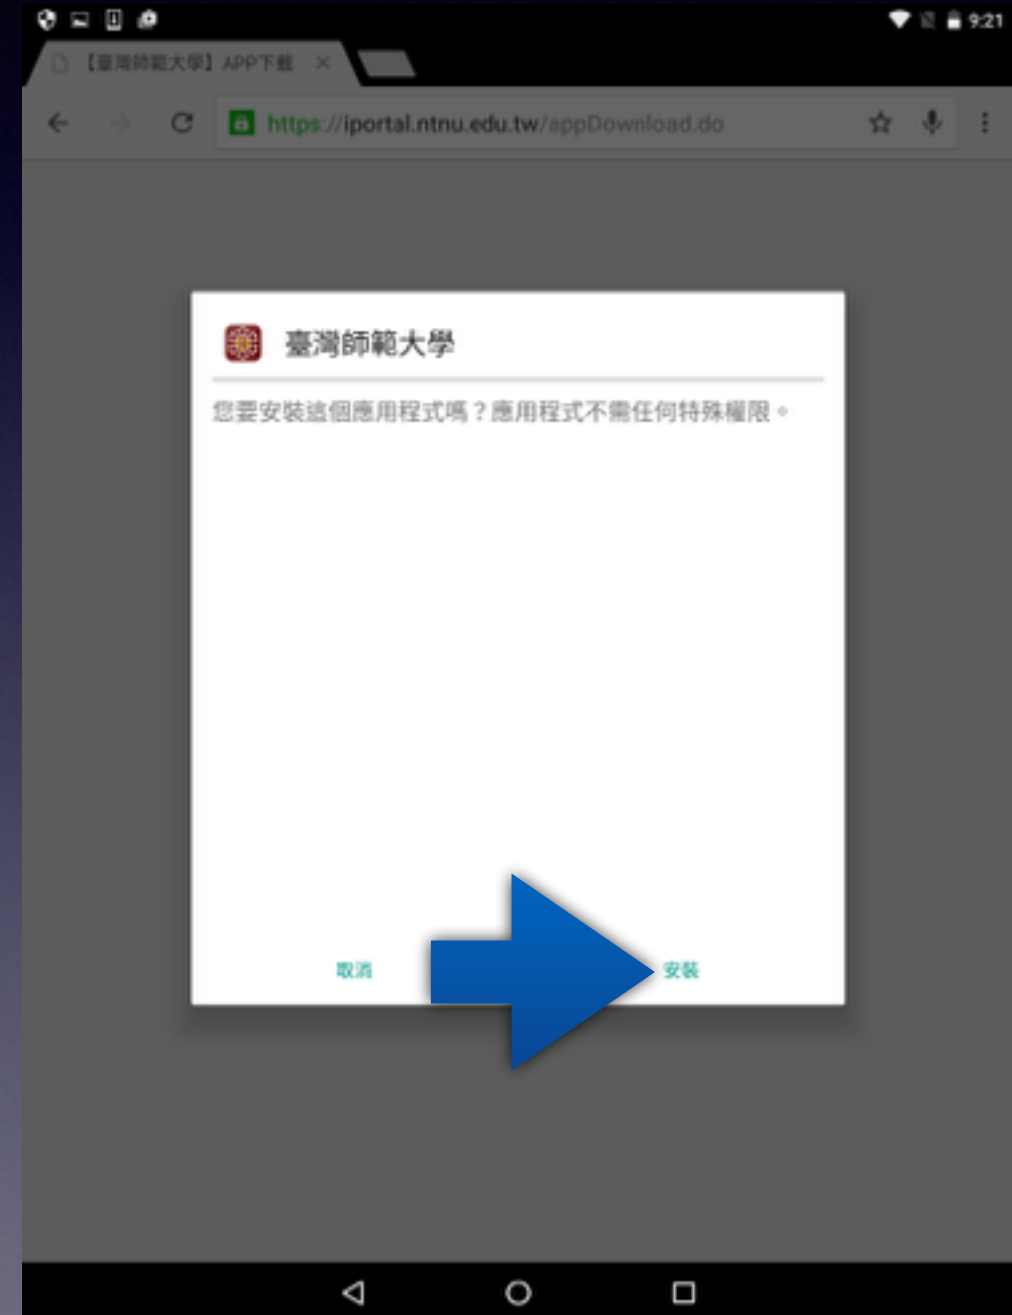 9:21
【臺灣師範大學】APP下載
https://iportal.ntnu.edu.tw/appDownload.do
臺灣師範大學
您要安裝這個應用程式嗎？應用程式不需任何特殊權限。
取消
安裝